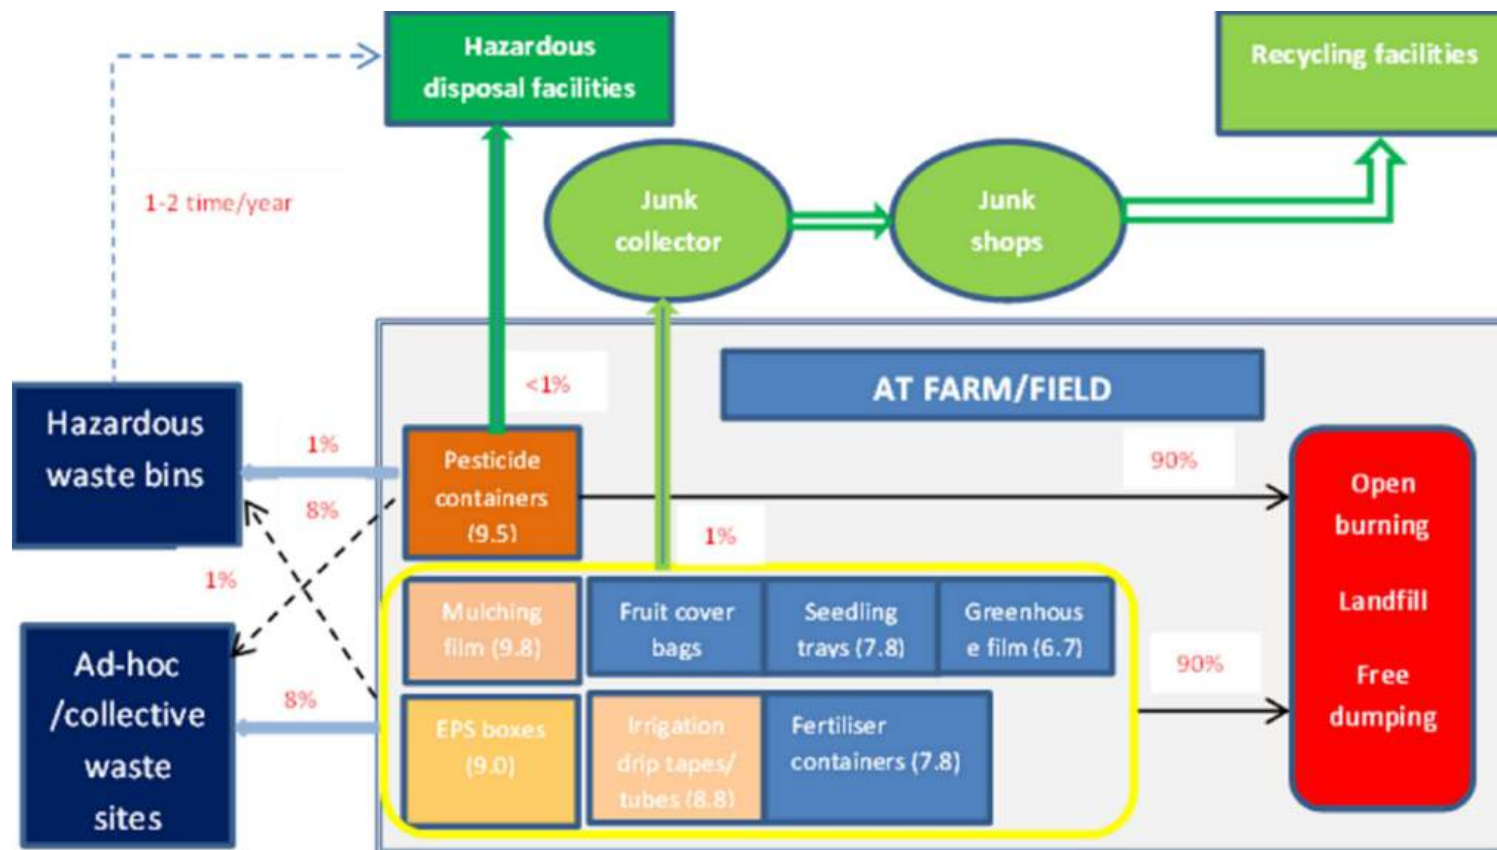 Hazardous
disposal facilities
Recycling facilities
1-2 time/year
Junk
collector
Junk
shops
<1%
AT FARM/FIELD
Hazardous
waste bins
1%
8%
1%
Pesticide
containers
(9.5)
90%
1%
Open
burning
Landfill
Free
dumping
Mulching
film (9.8)
Fruit cover
bags
Seedling
trays (7.8)
Greenhous
e film (6.7)
90%
Ad-hoc
/collective
waste
sites
8%
EPS boxes
(9.0)
Irrigation
drip tapes/
tubes (8.8)
Fertiliser
containers (7.8)